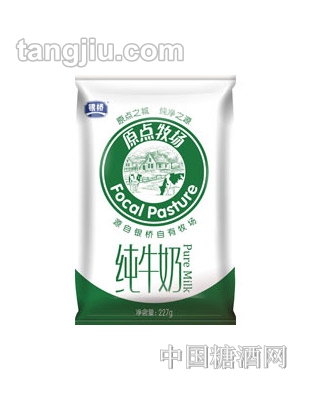 tangjiu.com
银桥
原点之城 纯净之源
原点牧场
Focal Pasture
源自银桥自有牧场
纯牛奶
Pure Milk
净含量:227g
中国糖酒网